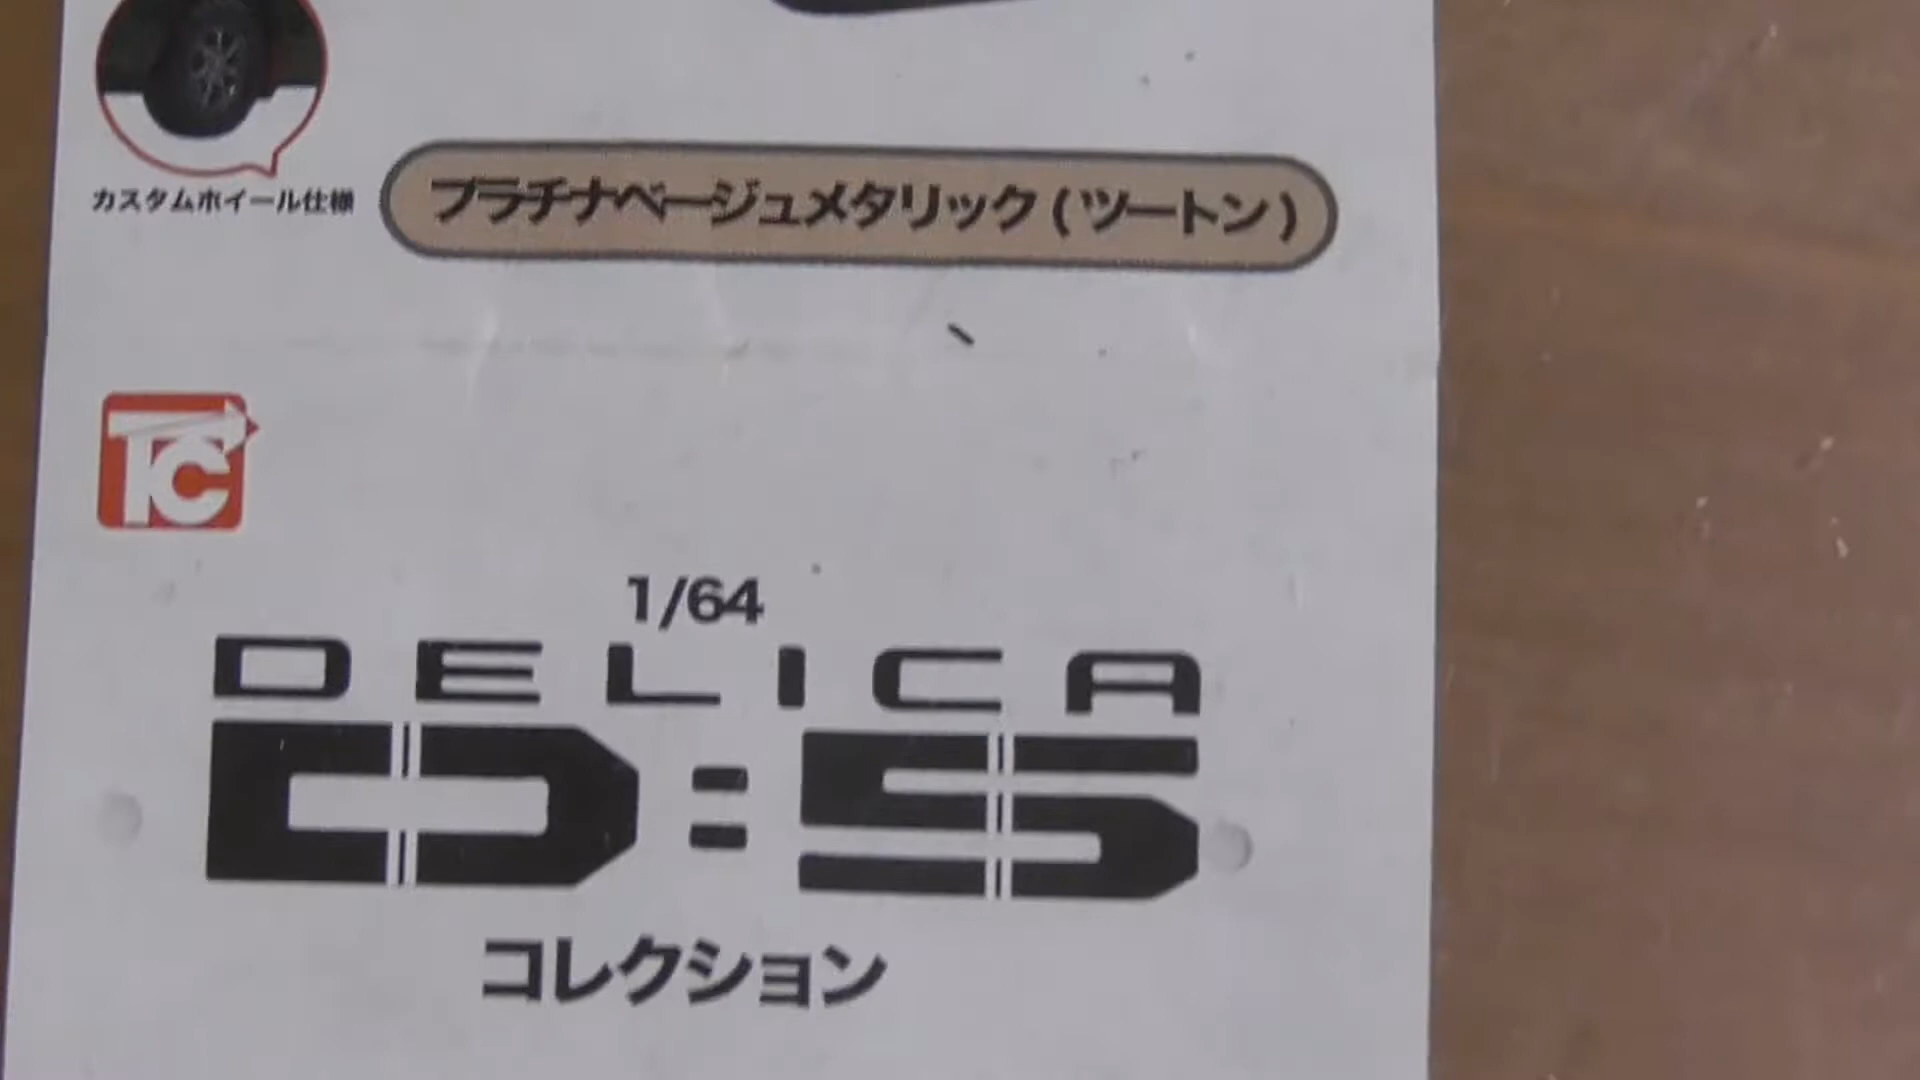 カスタムホイール仕様
プラチナベージュメタリック(ツートン)
TC
1/64
DELICA
D:5
コレクション